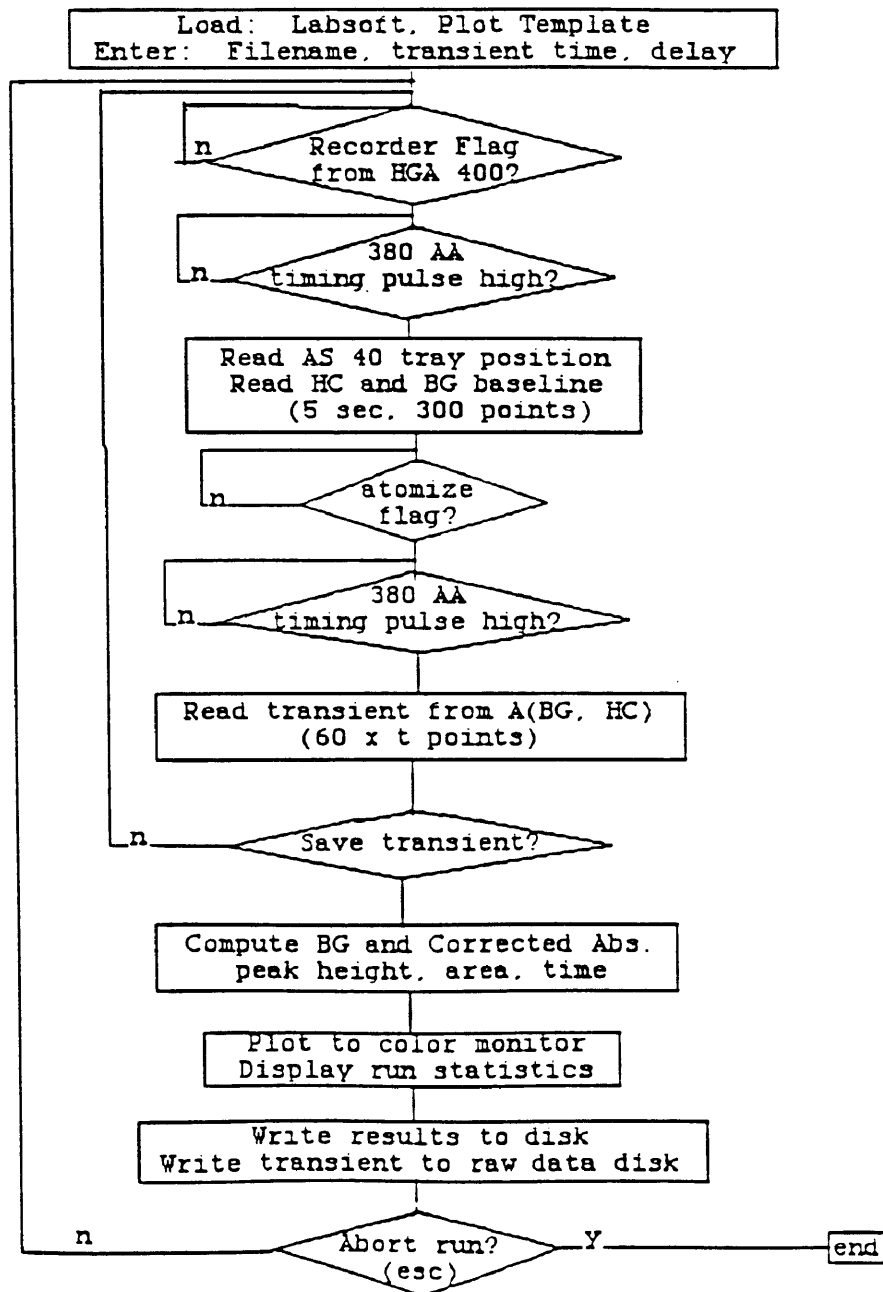 Load: Labsoft, Plot Template
Enter: Filename, transient time, delay
n
Recorder Flag
from HGA 400?
380 AA
n
timing pulse high?
Read AS 40 tray position
Read HC and BG baseline
(5 sec, 300 points)
atomize
n
flag?
380 AA
n
timing pulse high?
Read transient from A(BG, HC)
(60 x t points)
n
Save transient?
Compute BG and Corrected Abs.
peak height, area, time
Plot to color monitor
Display run statistics
Write results to disk
Write transient to raw data disk
n
Abort run?
Y
end
(esc)